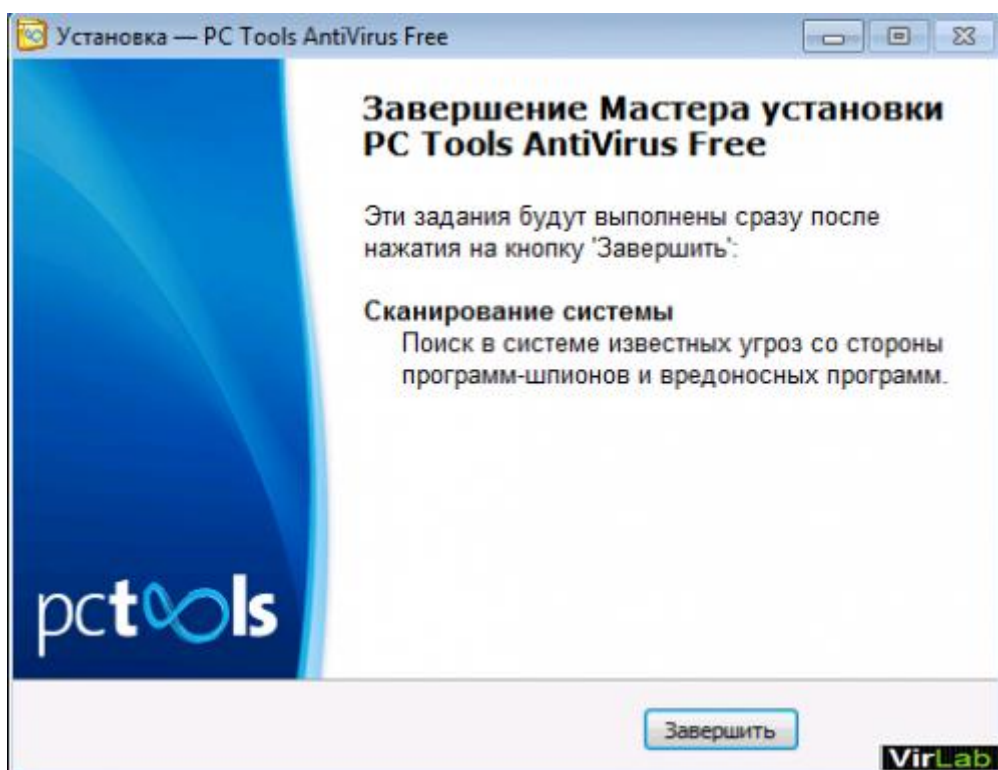 Установка — PC Tools AntiVirus Free
Завершение Мастера установки
PC Tools AntiVirus Free
Эти задания будут выполнены сразу после
нажатия на кнопку 'Завершить':
Сканирование системы
Поиск в системе известных угроз со стороны
программ-шпионов и вредоносных программ.
pctools
Завершить
VirLab